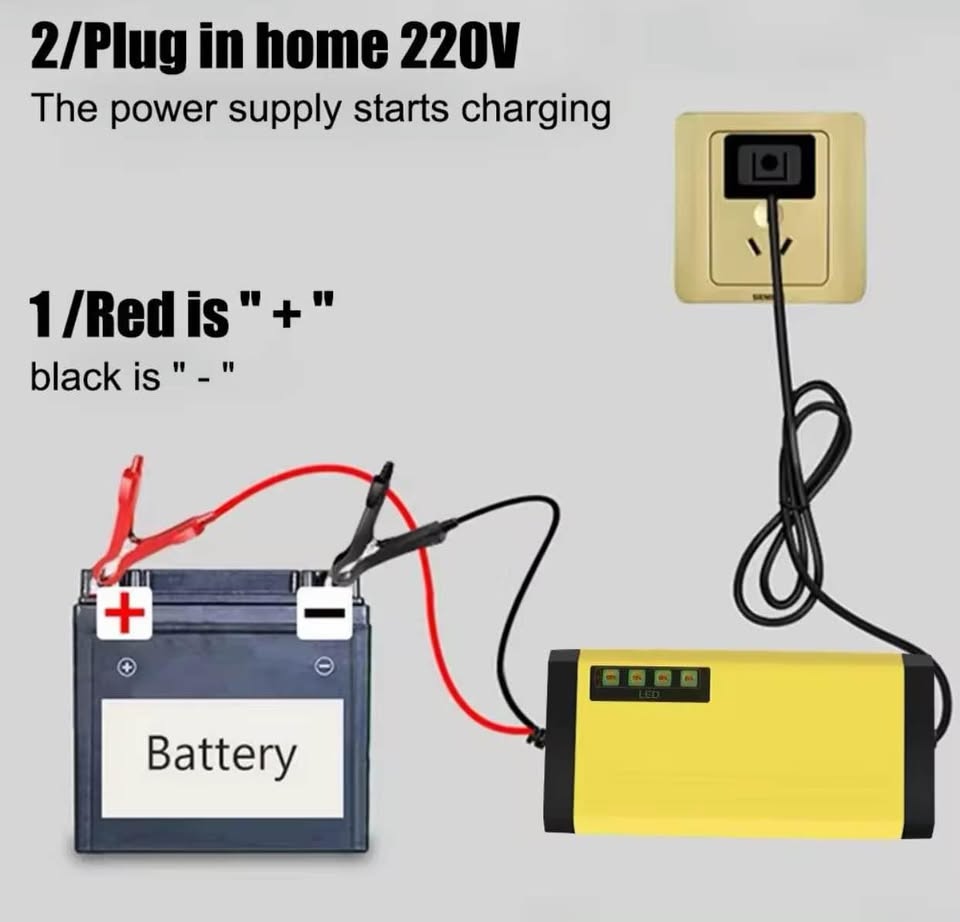 2/Plug in home 220V
The power supply starts charging
1/Red is "+"
black is "-"
+
−
+ −
Battery
LED